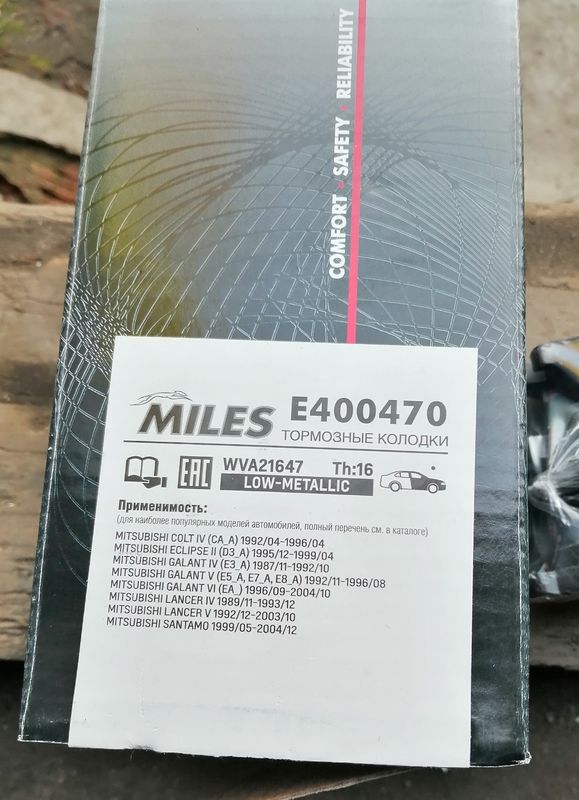 COMFORT • SAFETY • RELIABILITY
MILES E400470
ТОРМОЗНЫЕ КОЛОДКИ
EAC WVA21647 Th:16
LOW-METALLIC
Применимость:
(для наиболее популярных моделей автомобилей, полный перечень см. в каталоге)
MITSUBISHI COLT IV (CA_A) 1992/04-1996/04
MITSUBISHI ECLIPSE II (D3_A) 1995/12-1999/04
MITSUBISHI GALANT IV (E3_A) 1987/11-1992/10
MITSUBISHI GALANT V (E5_A, E7_A, E8_A) 1992/11-1996/08
MITSUBISHI GALANT VI (EA_) 1996/09-2004/10
MITSUBISHI LANCER IV 1989/11-1993/12
MITSUBISHI LANCER V 1992/12-2003/10
MITSUBISHI SANTAMO 1999/05-2004/12